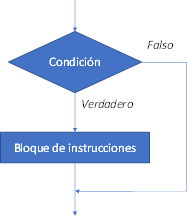 Falso
Condición
Verdadero
Bloque de instrucciones